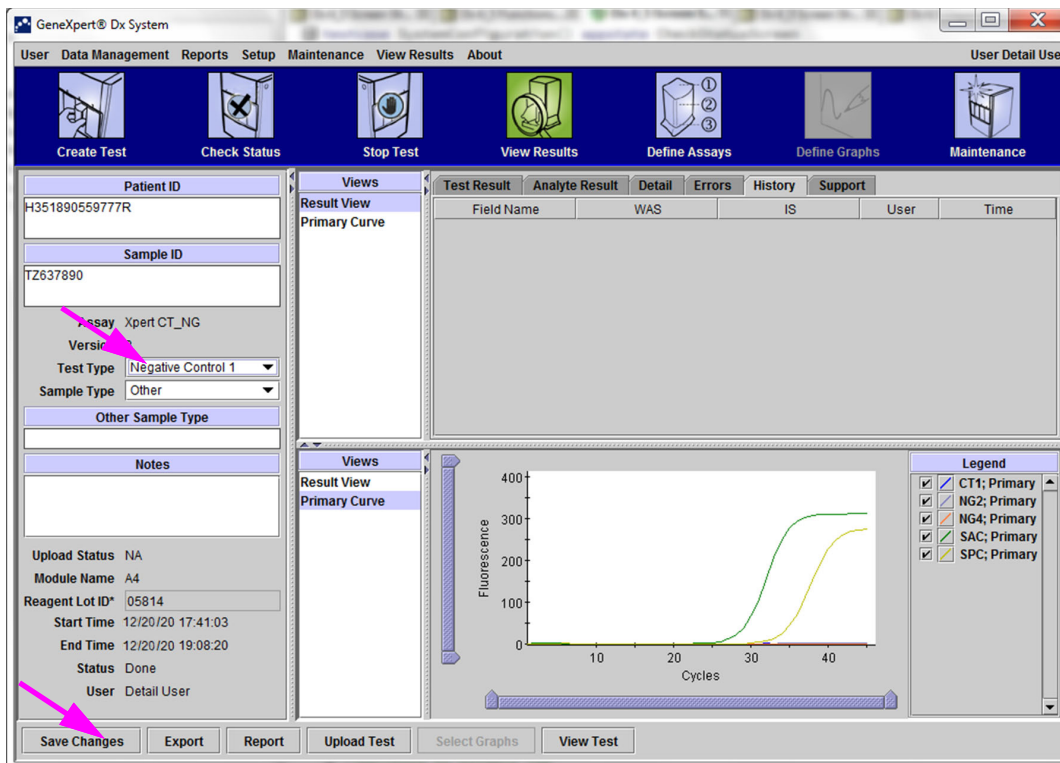 GeneXpert® Dx System
User Data Management Reports Setup Maintenance View Results About User Detail Use
Create Test Check Status Stop Test View Results Define Assays Define Graphs Maintenance
Patient ID
H351890559777R
Sample ID
TZ637890
Assay Xpert CT_NG
Version
Test Type Negative Control 1
Sample Type Other
Other Sample Type
Notes
Upload Status NA
Module Name A4
Reagent Lot ID* 05814
Start Time 12/20/20 17:41:03
End Time 12/20/20 19:08:20
Status Done
User Detail User
Views
Result View
Primary Curve
Test Result Analyte Result Detail Errors History Support
Field Name WAS IS User Time
Views
Result View
Primary Curve
Fluorescence
400
300
200
100
0
10 20 30 40
Cycles
Legend
CT1; Primary
NG2; Primary
NG4; Primary
SAC; Primary
SPC; Primary
Save Changes Export Report Upload Test Select Graphs View Test